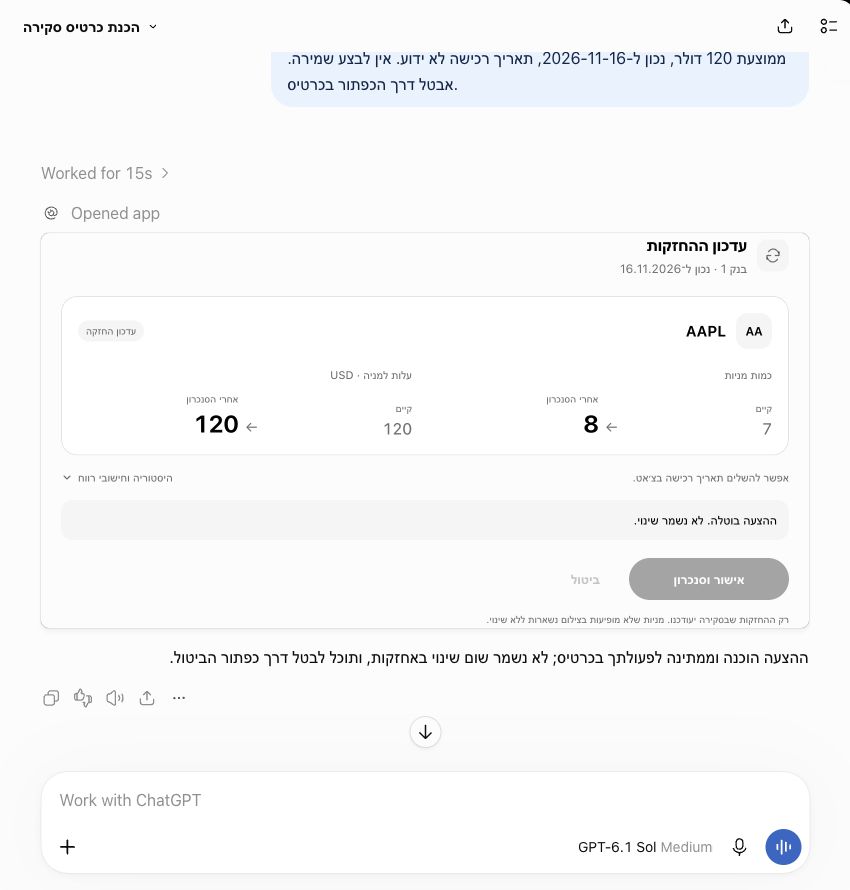 הכנת כרטיס סקירה
ממוצעת 120 דולר, נכון ל-2026-11-16, תאריך רכישה לא ידוע. אין לבצע שמירה.
אבטל דרך הכפתור בכרטיס.
Worked for 15s
Opened app
עדכון ההחזקות
בנק 1 · נכון ל־16.11.2026
AA
AAPL
עדכון החזקה
כמות מניות
קיים
7
←
אחרי הסנכרון
8
עלות למניה · USD
קיים
120
←
אחרי הסנכרון
120
אפשר להשלים תאריך רכישה בצ׳אט.
היסטוריה וחישובי רווח
ההצעה בוטלה. לא נשמר שינוי.
אישור וסנכרון
ביטול
רק ההחזקות שבסקירה יעודכנו. מניות שלא מופיעות בצילום נשארות ללא שינוי.
ההצעה הוכנה וממתינה לפעולתך בכרטיס; לא נשמר שום שינוי באחזקות, ותוכל לבטל דרך כפתור הביטול.
Work with ChatGPT
GPT-6.1 Sol Medium